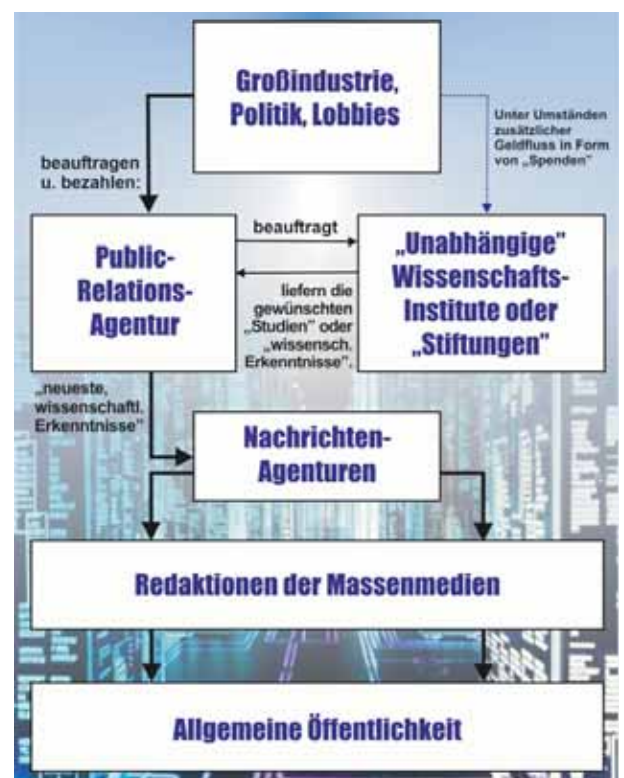 Großindustrie,
Politik, Lobbies
Unter Umständen
zusätzlicher
Geldfluss in Form
von „Spenden”
beauftragen
u. bezahlen:
Public-
Relations-
Agentur
beauftragt
liefern die
gewünschten
„Studien” oder
„wissensch.
Erkenntnisse”.
„Unabhängige”
Wissenschafts-
Institute oder
„Stiftungen”
„neueste,
wissenschaftl.
Erkenntnisse”
Nachrichten-
Agenturen
Redaktionen der Massenmedien
Allgemeine Öffentlichkeit